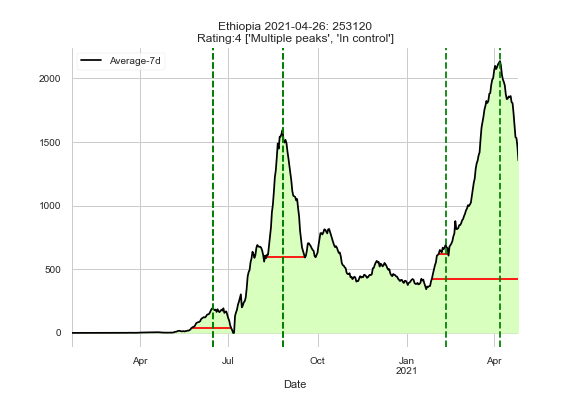 Ethiopia 2021-04-26: 253120
Rating:4 ['Multiple peaks', 'In control']
Average-7d
2000
1500
1000
500
0
Apr Jul Oct Jan Apr
2021
Date